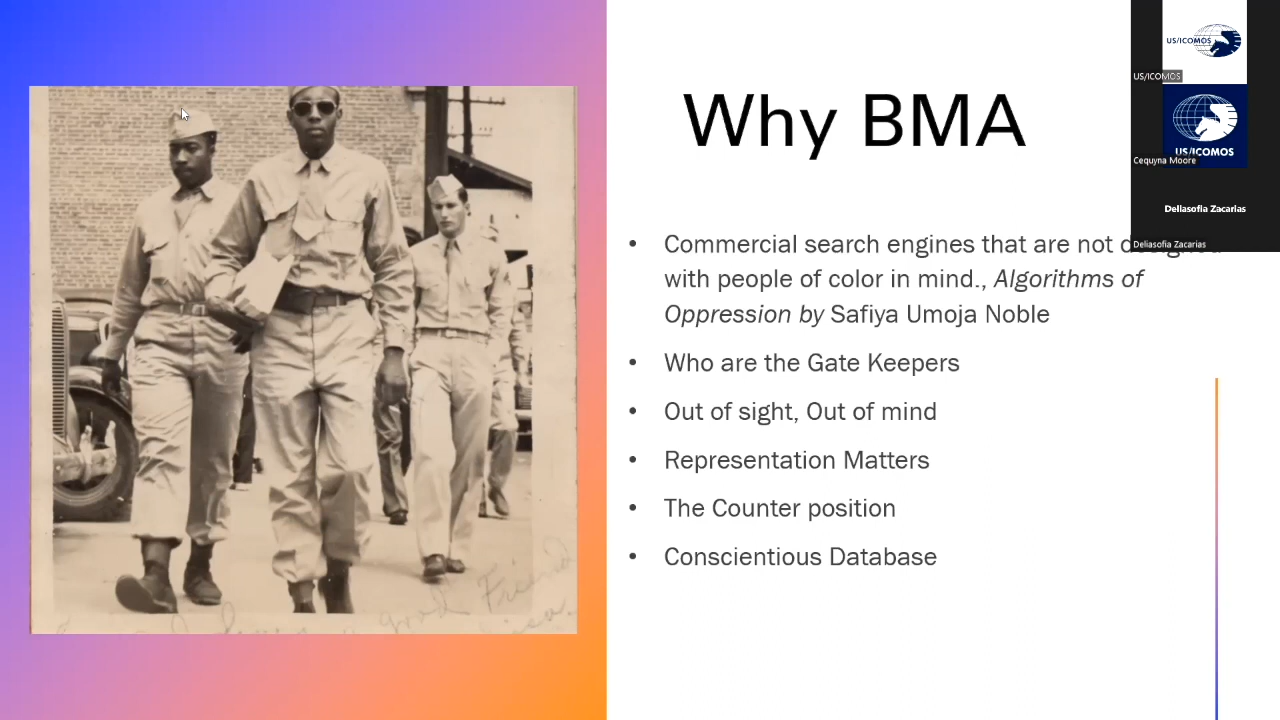 Why BMA
• Commercial search engines that are not designed
with people of color in mind., Algorithms of
Oppression by Safiya Umoja Noble
• Who are the Gate Keepers
• Out of sight, Out of mind
• Representation Matters
• The Counter position
• Conscientious Database
US/ICOMOS
US/ICOMOS
US/ICOMOS
Cequyna Moore
Deliasofia Zacarias
Deliasofia Zacarias
good Friend